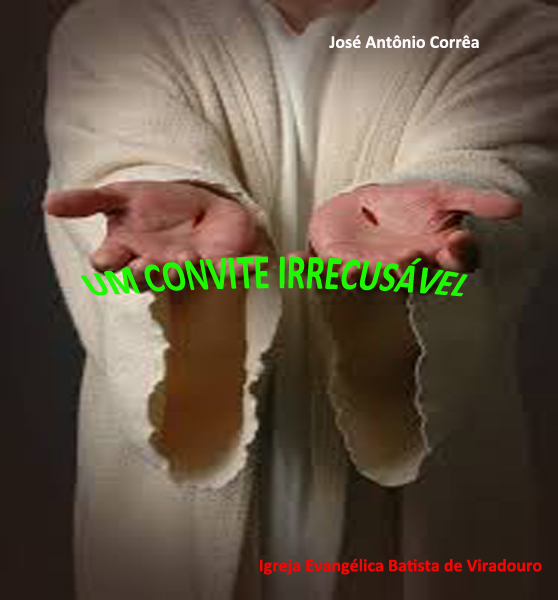 José Antônio Corrêa
UM CONVITE IRRECUSÁVEL
Igreja Evangélica Batista de Viradouro